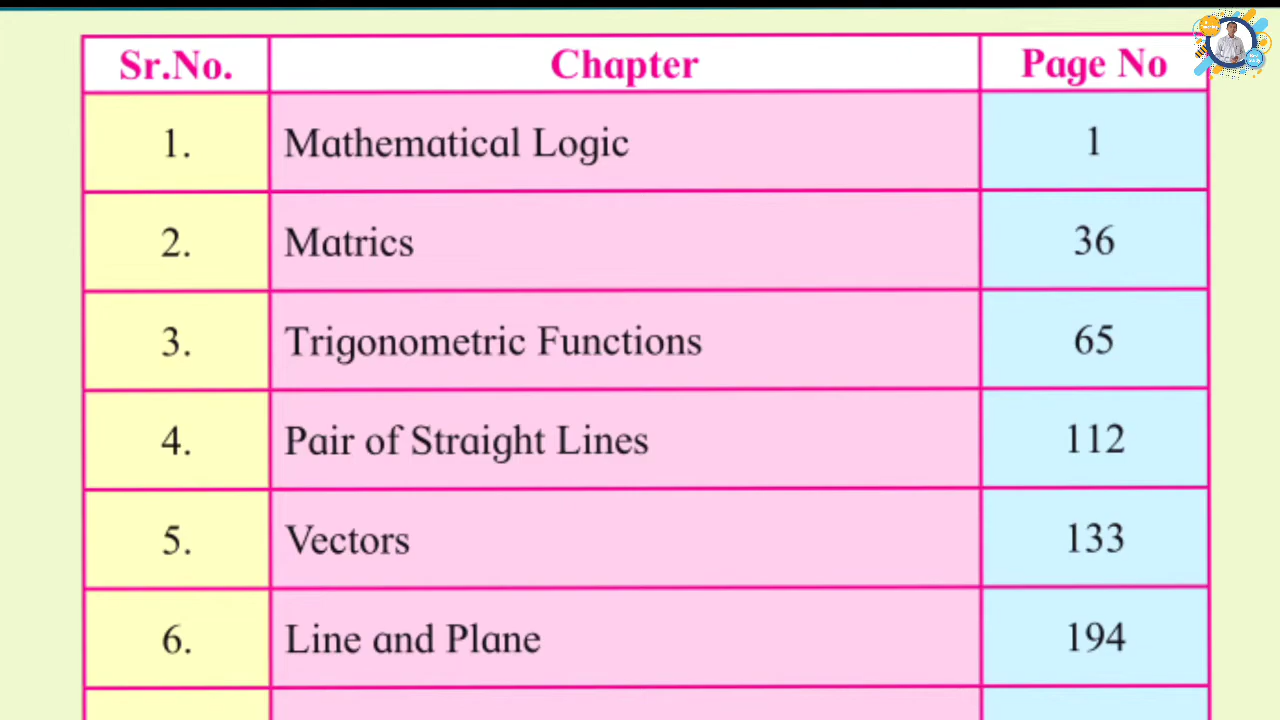 Sr.No. Chapter Page No
1. Mathematical Logic 1
2. Matrics 36
3. Trigonometric Functions 65
4. Pair of Straight Lines 112
5. Vectors 133
6. Line and Plane 194